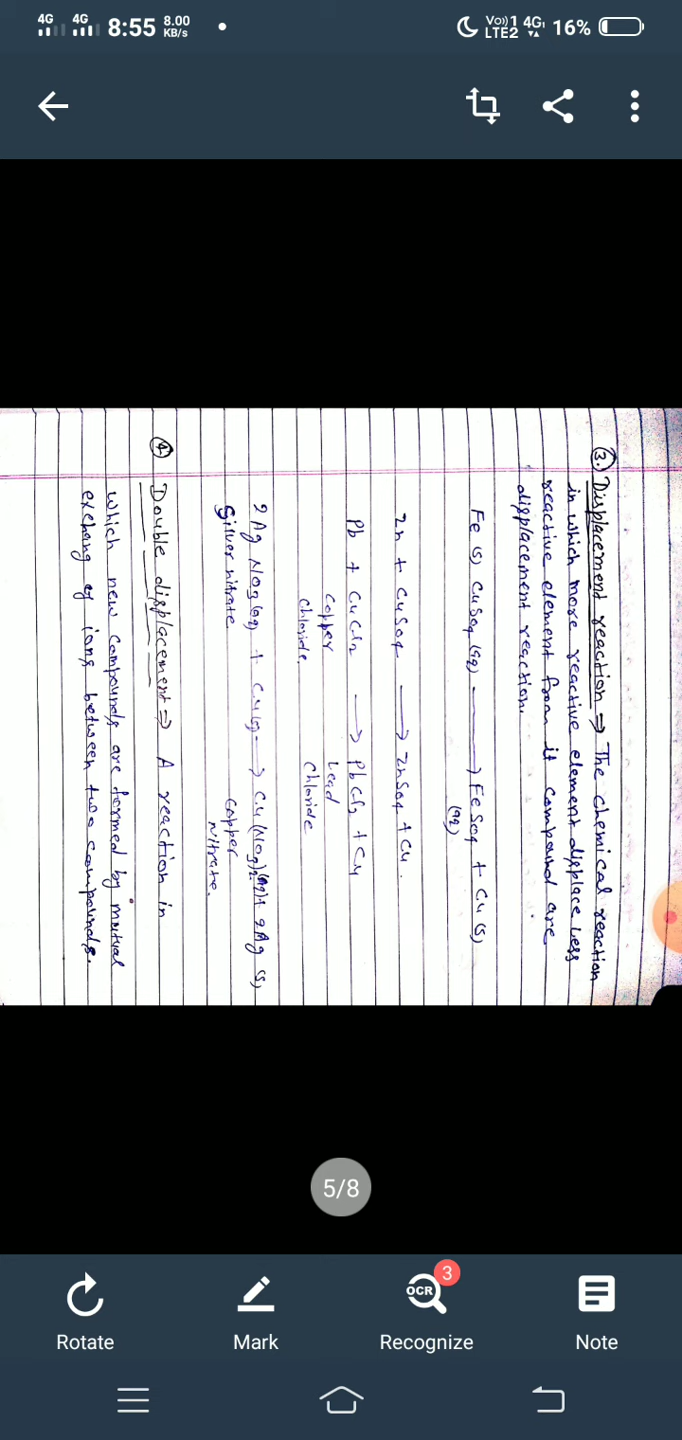 4G 4G 8:55 8.00 KB/s • Vo)) 1 LTE2 4G 16%
③. Displacement reaction ⇒ The chemical reaction
in which more reactive element displace less
reactive element from it compound are
displacement reaction.
Fe (s) CuSo4 (aq) ⟶ FeSo4 + Cu (s)
(aq)
Zn + CuSo4 ⟶ ZnSo4 + Cu.
Pb + CuCl2 ⟶ PbCl2 + Cu
Copper Lead
Chloride. Chloride
2Ag No3(aq) + Cu(s) ⟶ Cu(No3)2(aq) + 2Ag (s)
Silver nitrate. Copper
Nitrate.
④ Double displacement ⇒ A reaction in
which new compounds are formed by mutual
exchang of ions between two compounds.
5/8
OCR 3
Rotate Mark Recognize Note